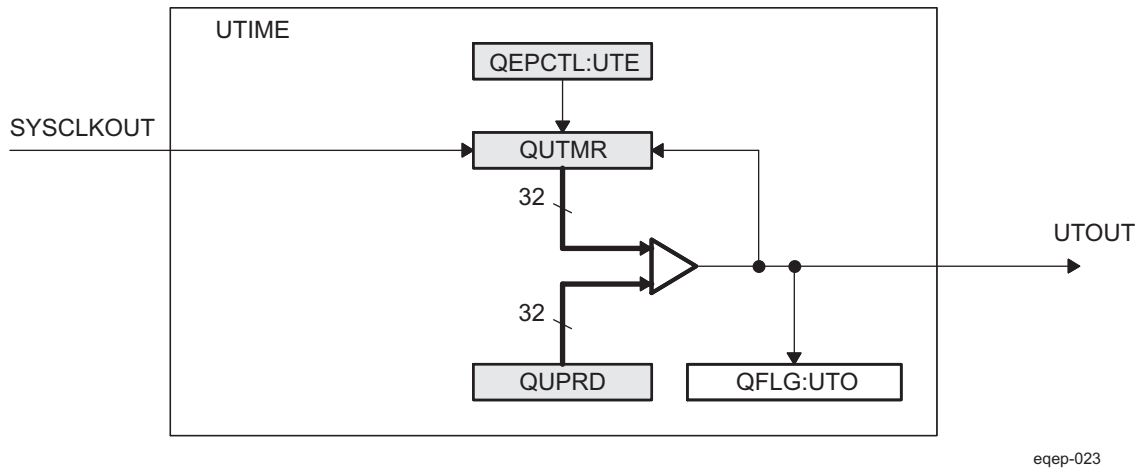 UTIME
QEPCTL:UTE
SYSCLKOUT
QUTMR
32
UTOUT
32
QUPRD
QFLG:UTO
eqep-023